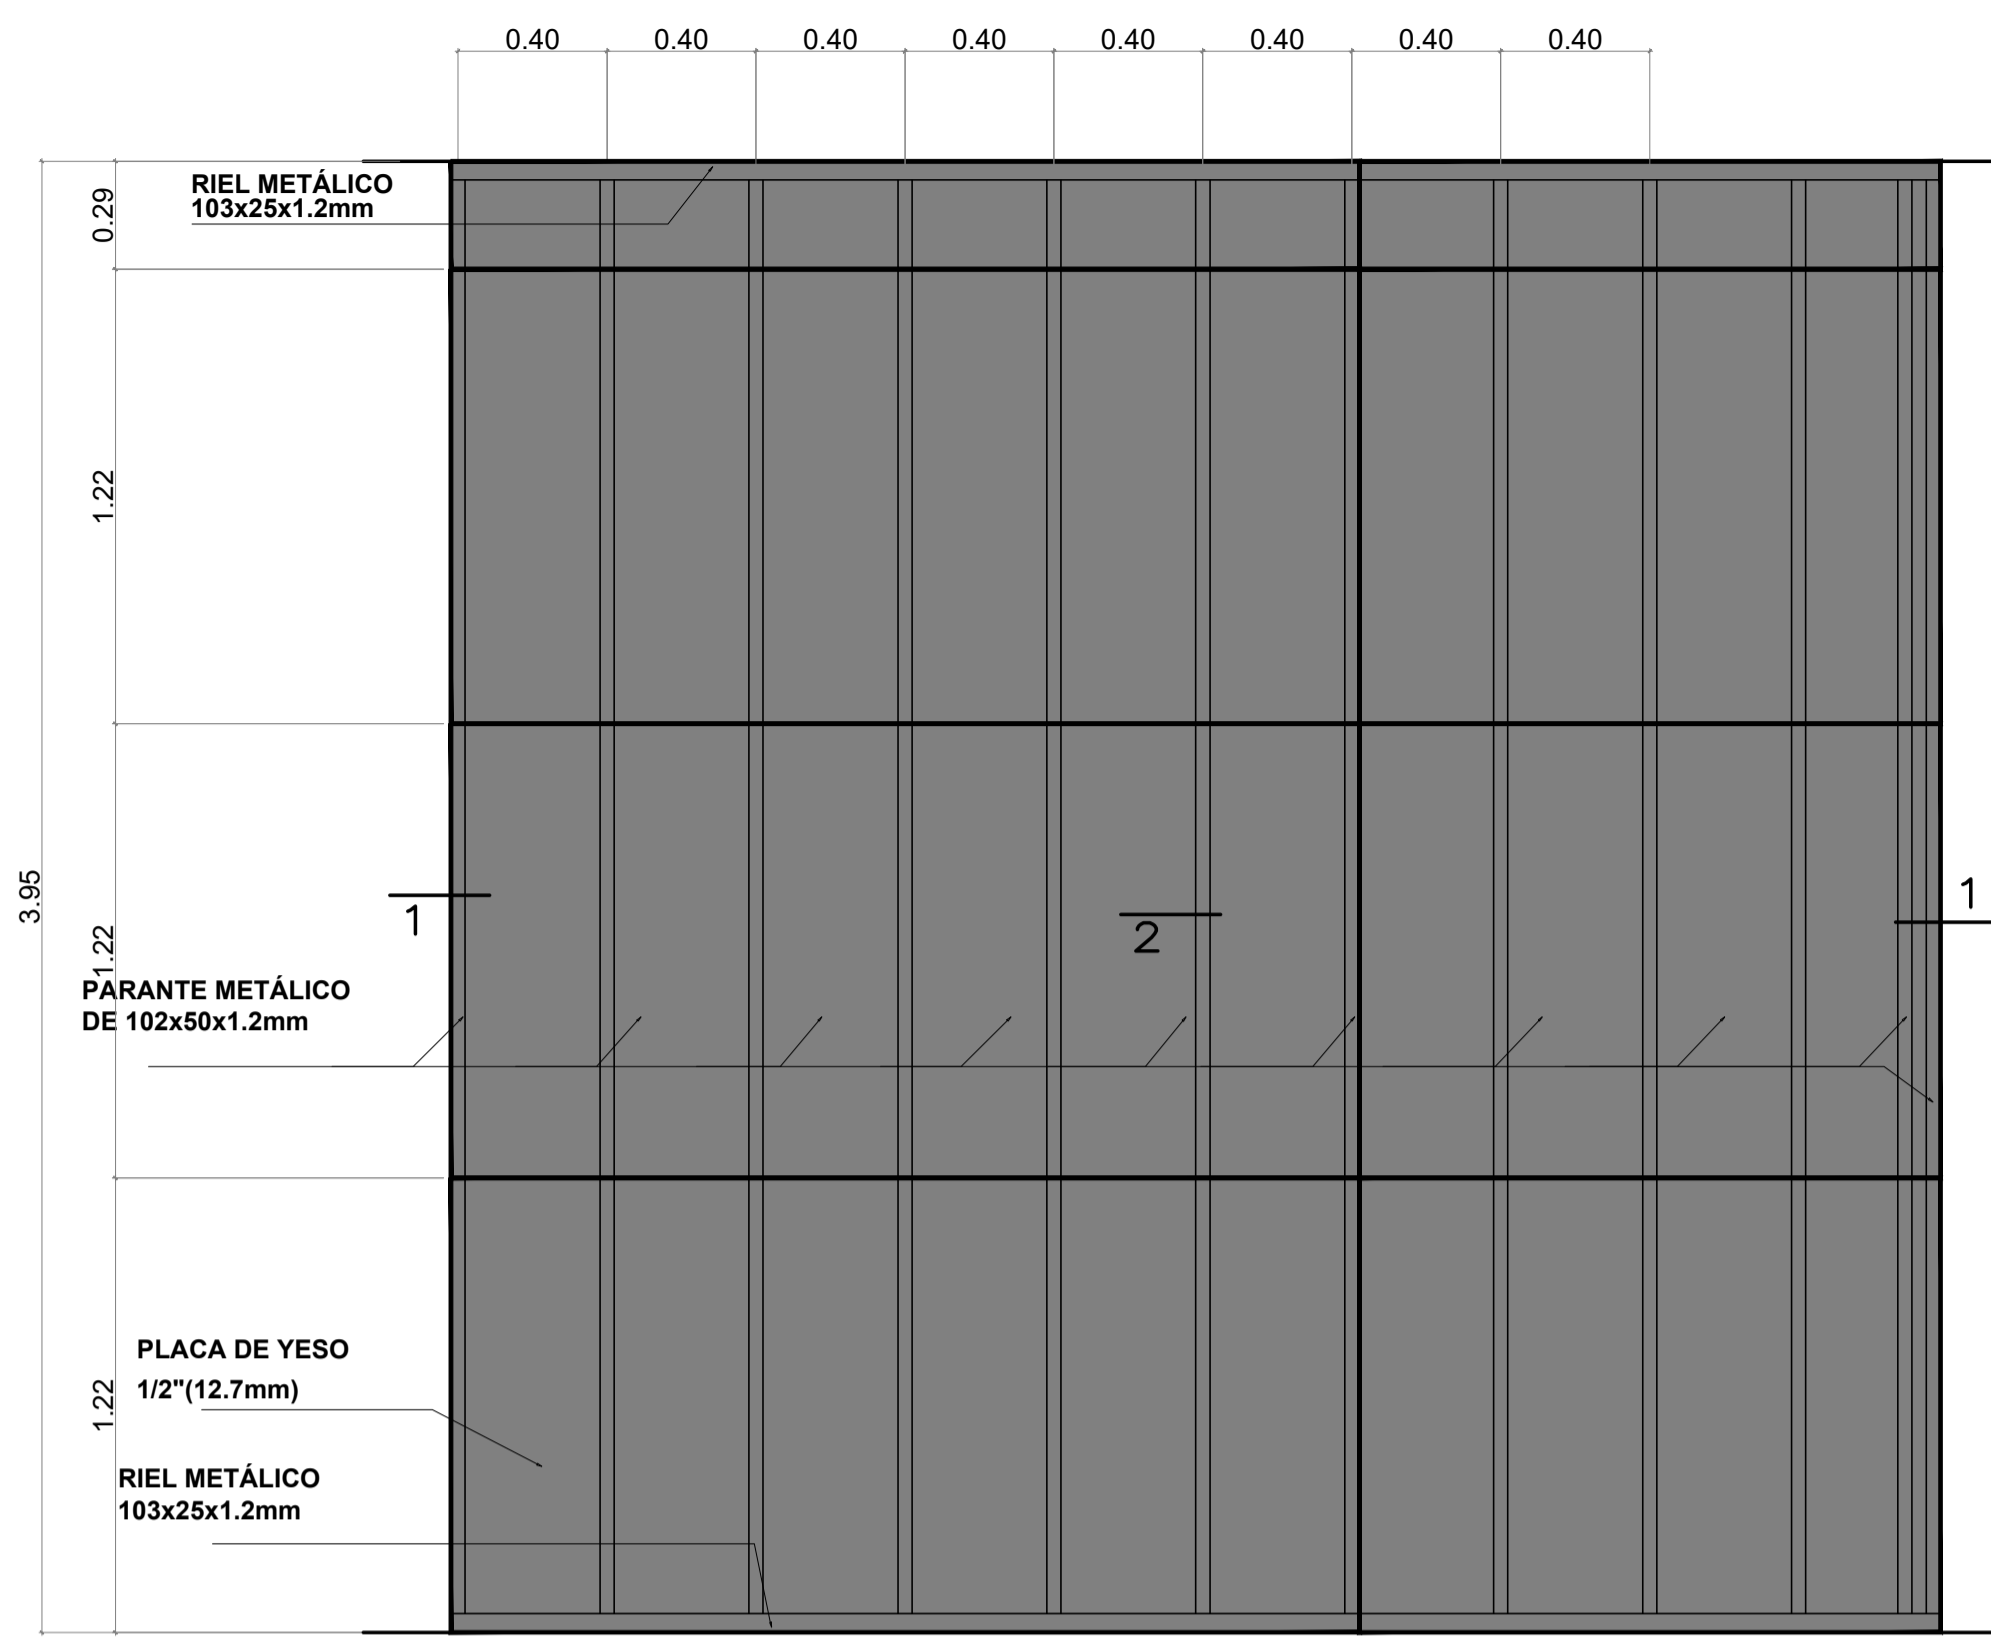 0.40 0.40 0.40 0.40 0.40 0.40 0.40 0.40
RIEL METÁLICO
103x25x1.2mm
0.29
1.22
3.95
1.22
1
2
1
PARANTE METÁLICO
DE 102x50x1.2mm
PLACA DE YESO
1/2"(12.7mm)
1.22
RIEL METÁLICO
103x25x1.2mm